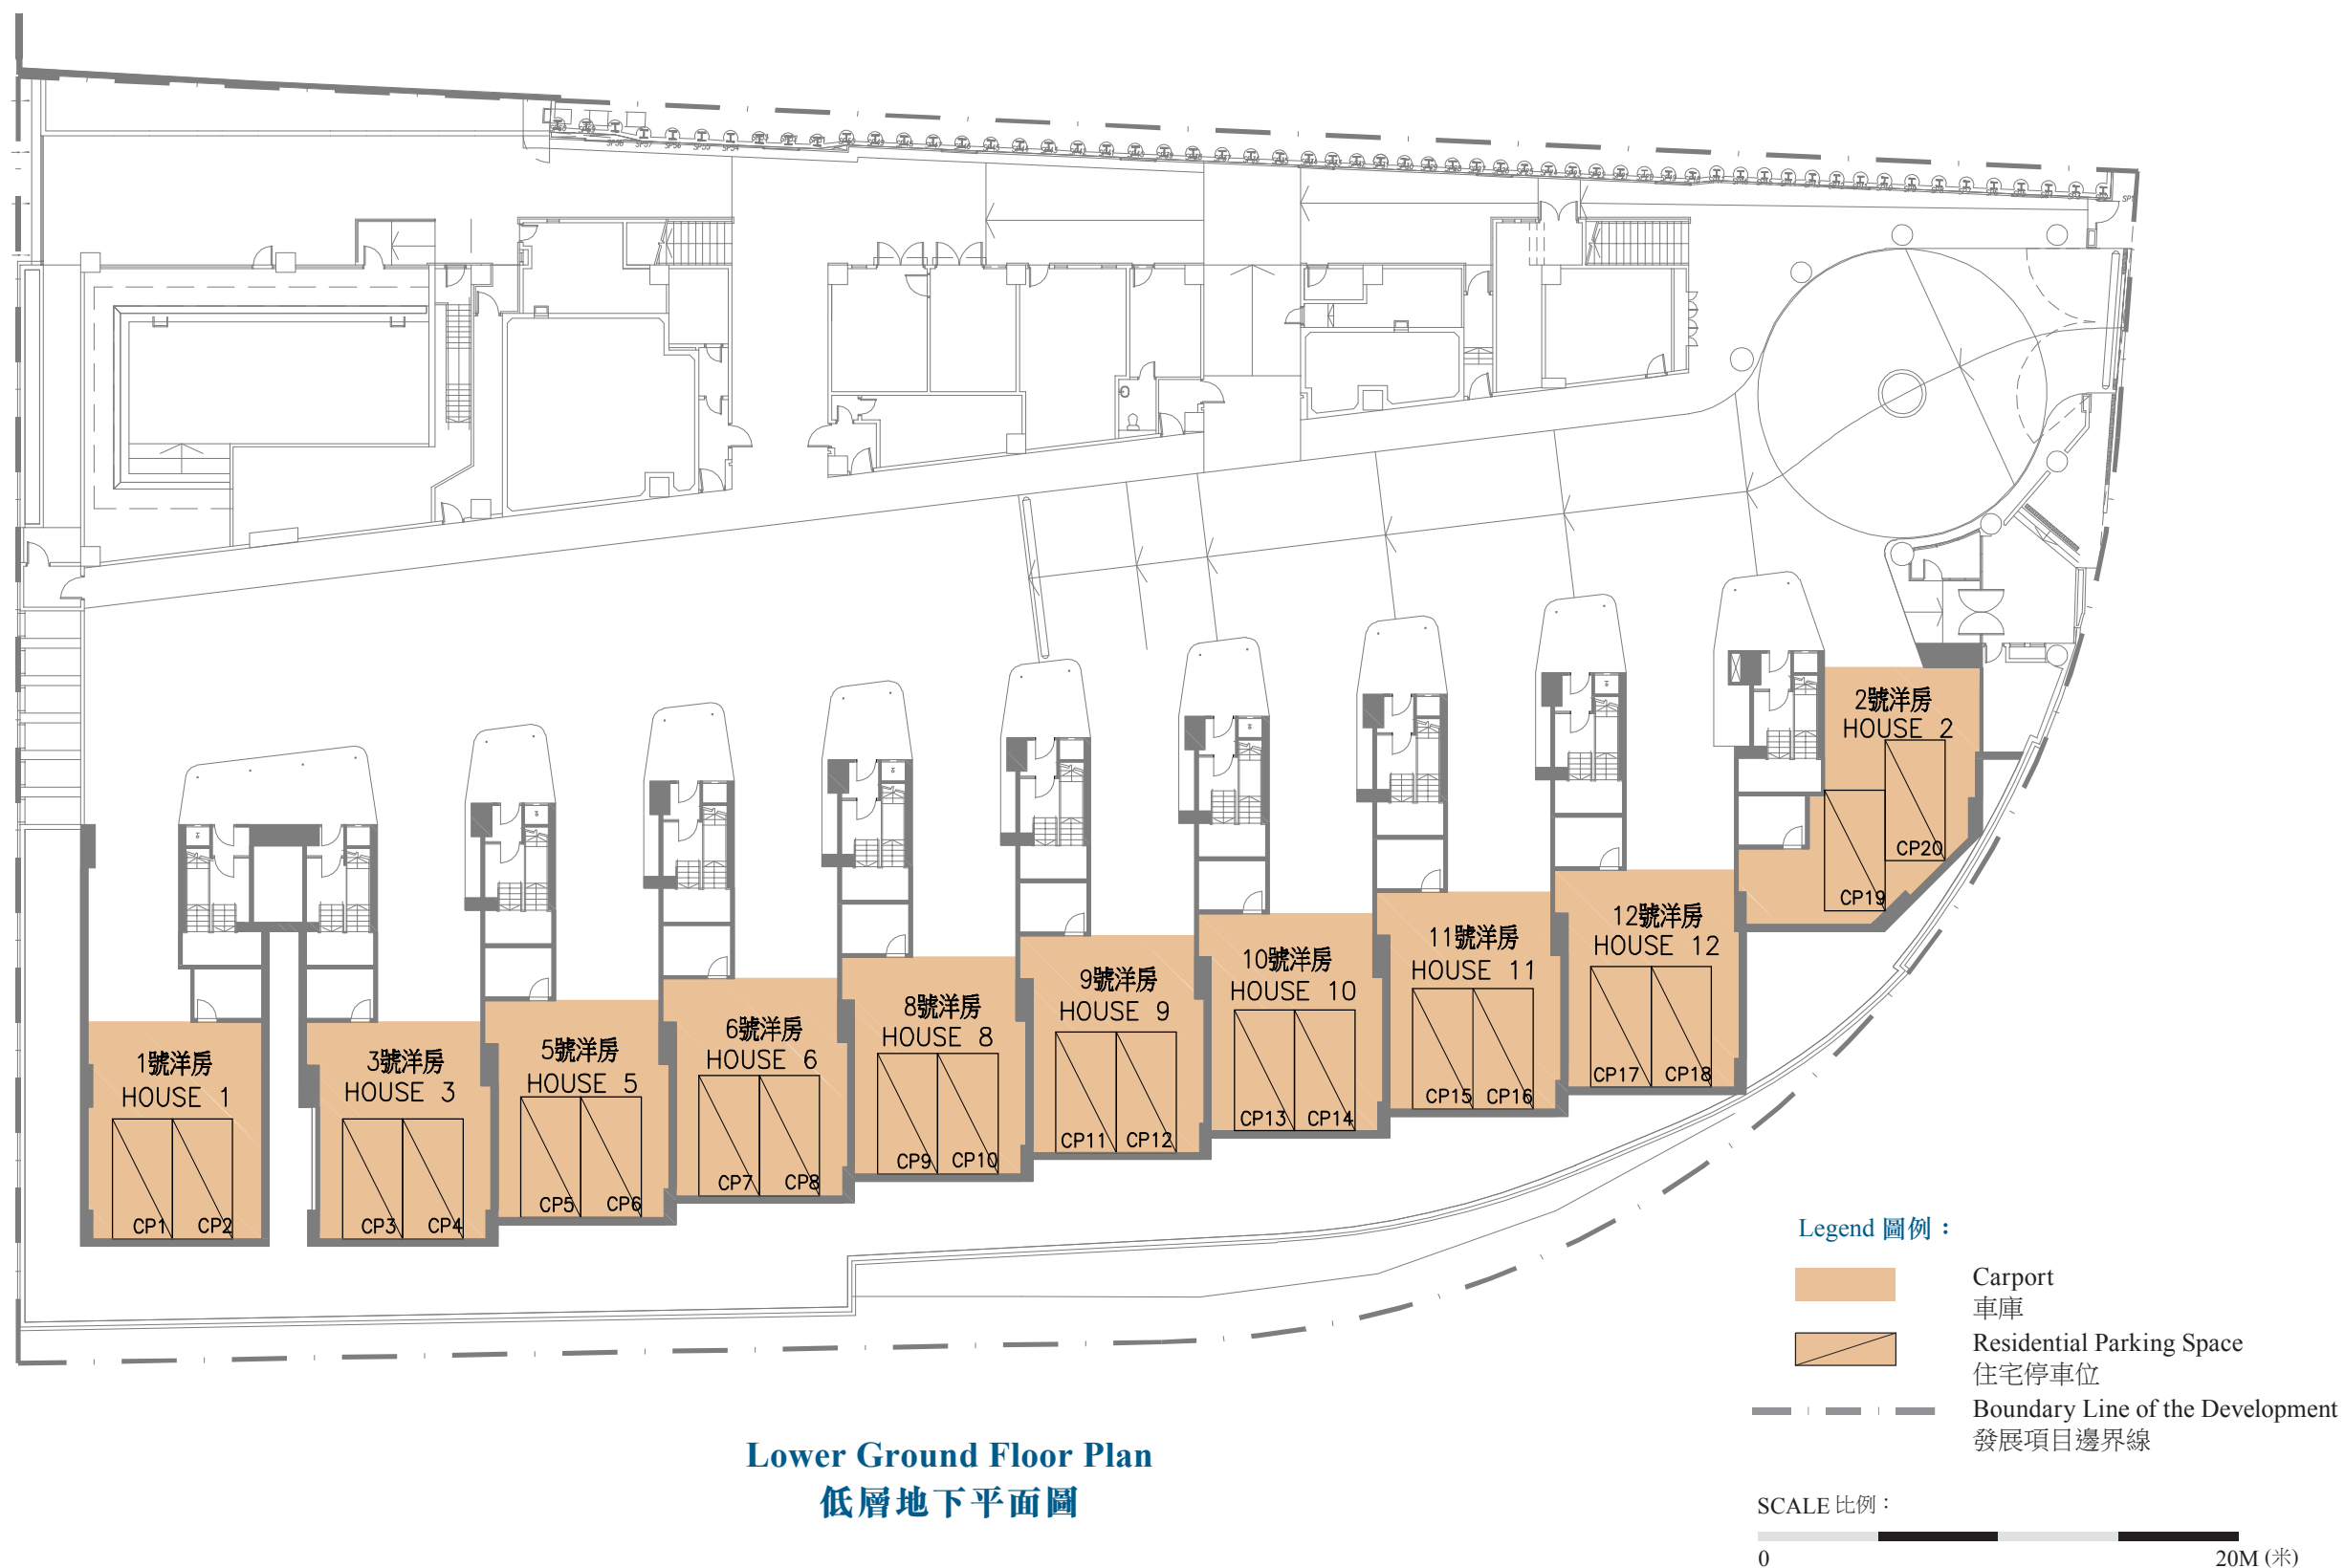 2號洋房
HOUSE 2
CP20
CP19
12號洋房
HOUSE 12
CP17 CP18
11號洋房
HOUSE 11
CP15 CP16
10號洋房
HOUSE 10
CP13 CP14
9號洋房
HOUSE 9
CP11 CP12
8號洋房
HOUSE 8
CP9 CP10
6號洋房
HOUSE 6
CP7 CP8
5號洋房
HOUSE 5
CP5 CP6
3號洋房
HOUSE 3
CP3 CP4
1號洋房
HOUSE 1
CP1 CP2
Legend 圖例：
Carport
車庫
Residential Parking Space
住宅停車位
Boundary Line of the Development
發展項目邊界線
Lower Ground Floor Plan
低層地下平面圖
SCALE 比例：
0 20M (米)